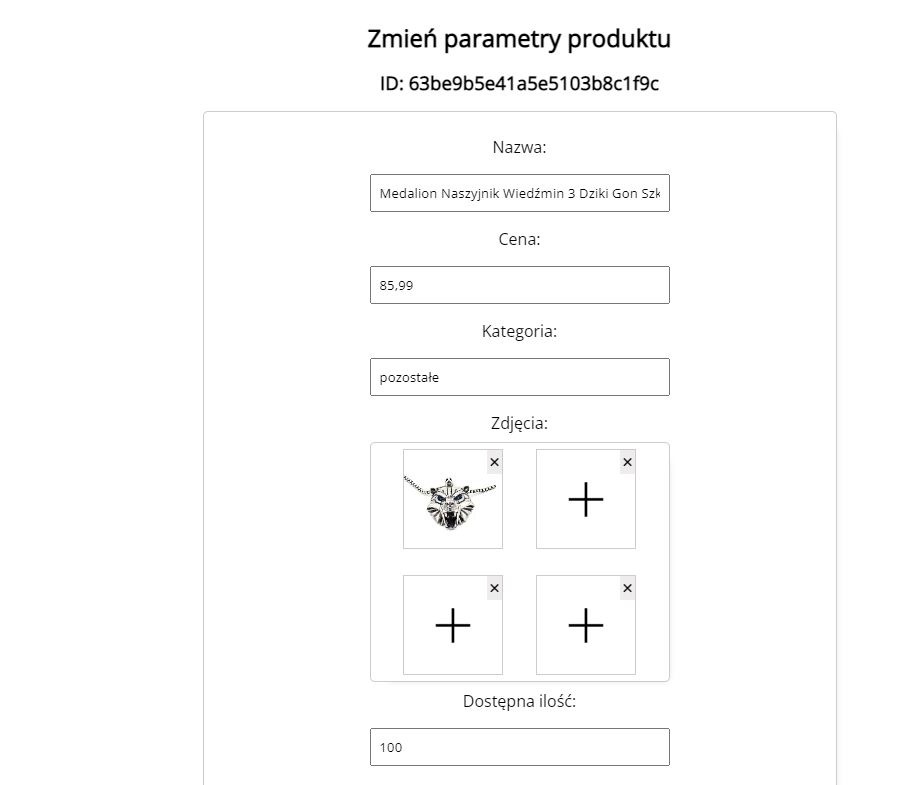 Zmień parametry produktu
ID: 63be9b5e41a5e5103b8c1f9c
Nazwa:
Medalion Naszyjnik Wiedźmin 3 Dziki Gon Szk
Cena:
85,99
Kategoria:
pozostałe
Zdjęcia:
Dostępna ilość:
100